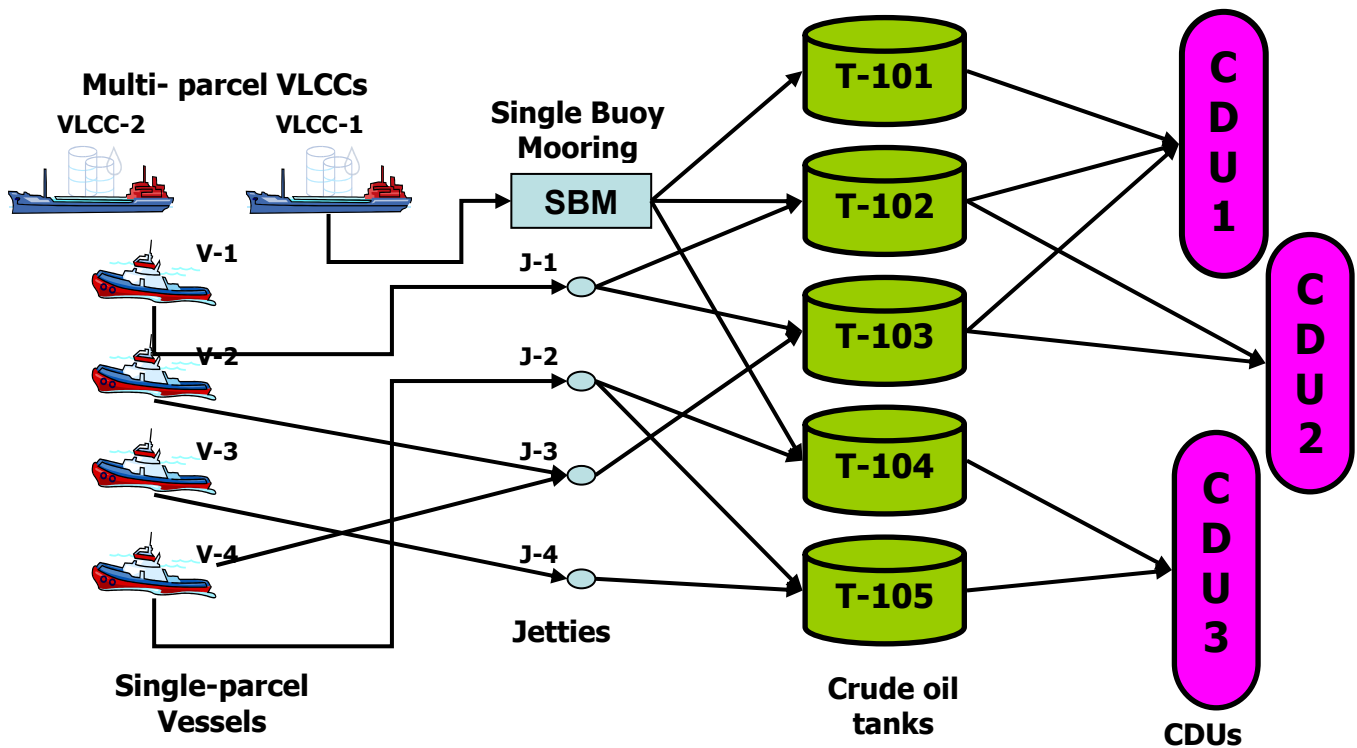 Multi- parcel VLCCs
VLCC-2
VLCC-1
Single Buoy
Mooring
SBM
V-1
V-2
V-3
V-4
Single-parcel
Vessels
J-1
J-2
J-3
J-4
Jetties
T-101
T-102
T-103
T-104
T-105
Crude oil
tanks
C
D
U
1
C
D
U
2
C
D
U
3
CDUs